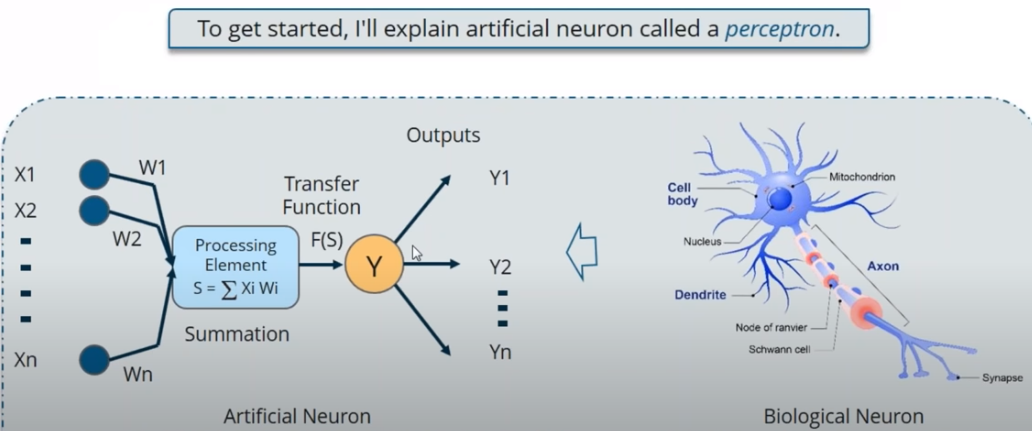 To get started, I'll explain artificial neuron called a perceptron.
Outputs
X1
W1
Transfer
Function
Y1
X2
W2
Processing
Element
S = ∑ Xi Wi
F(S)
Y
Y2
Summation
Xn
Wn
Yn
Artificial Neuron
Cell
body
Mitochondrion
Nucleus
Axon
Dendrite
Node of ranvier
Schwann cell
Synapse
Biological Neuron